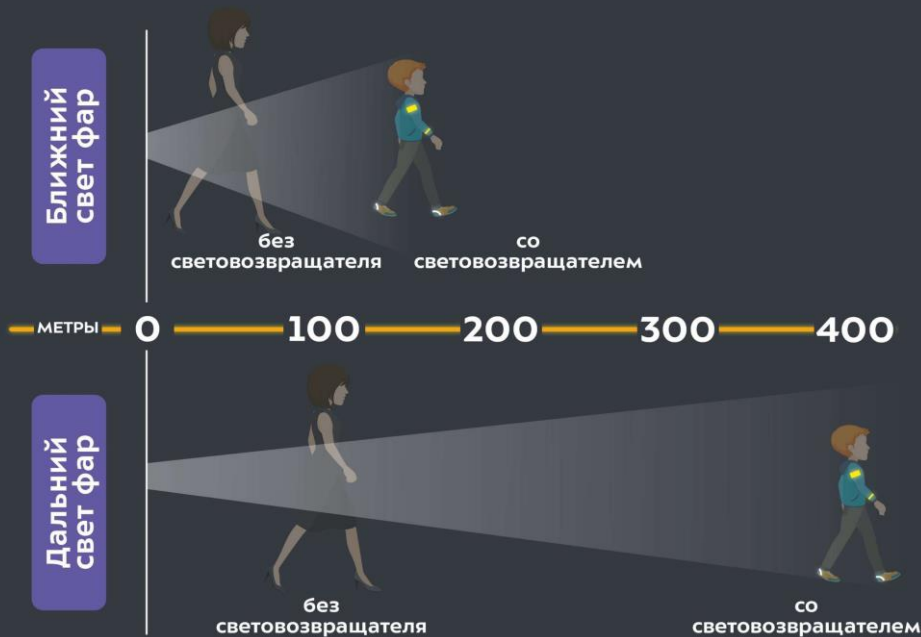 Ближний
свет фар
без
световозвращателя
со
световозвращателем
МЕТРЫ 0 100 200 300 400
Дальний
свет фар
без
световозвращателя
со
световозвращателем